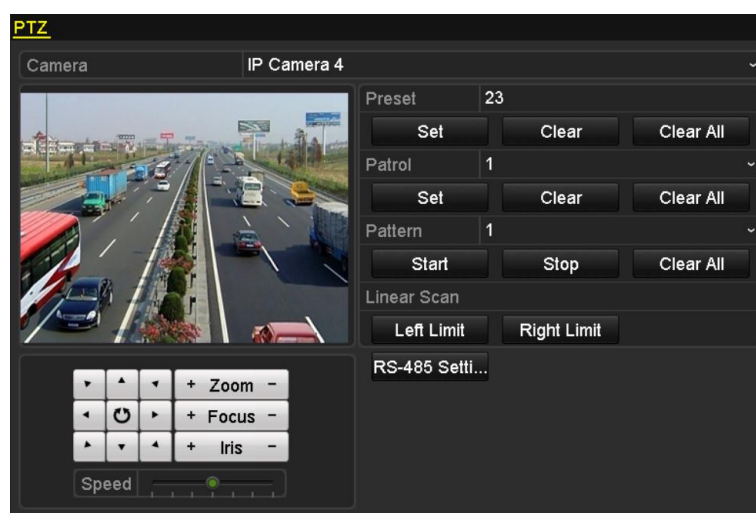 PTZ
Camera IP Camera 4
Preset 23
Set Clear Clear All
Patrol 1
Set Clear Clear All
Pattern 1
Start Stop Clear All
Linear Scan
Left Limit Right Limit
RS-485 Setti...
+ Zoom −
+ Focus −
+ Iris −
Speed